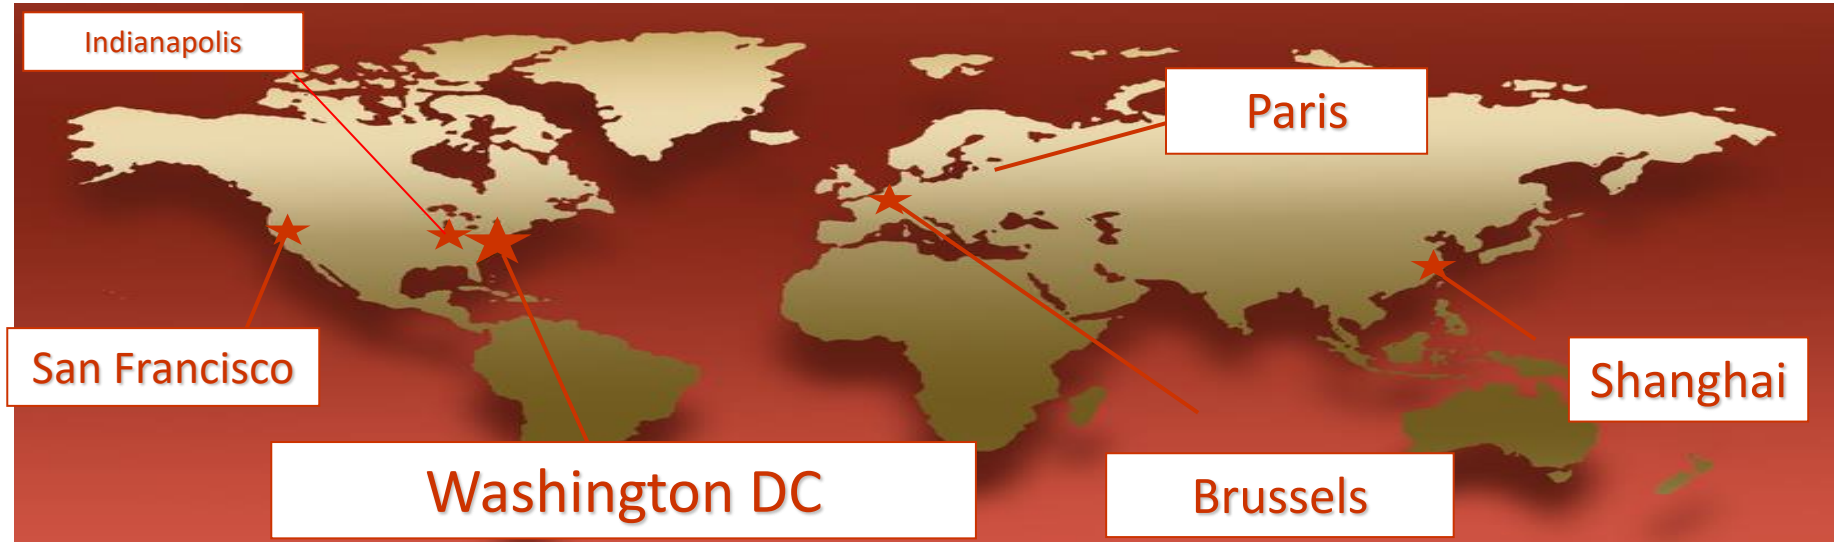 Indianapolis
Paris
San Francisco
Shanghai
Washington DC
Brussels